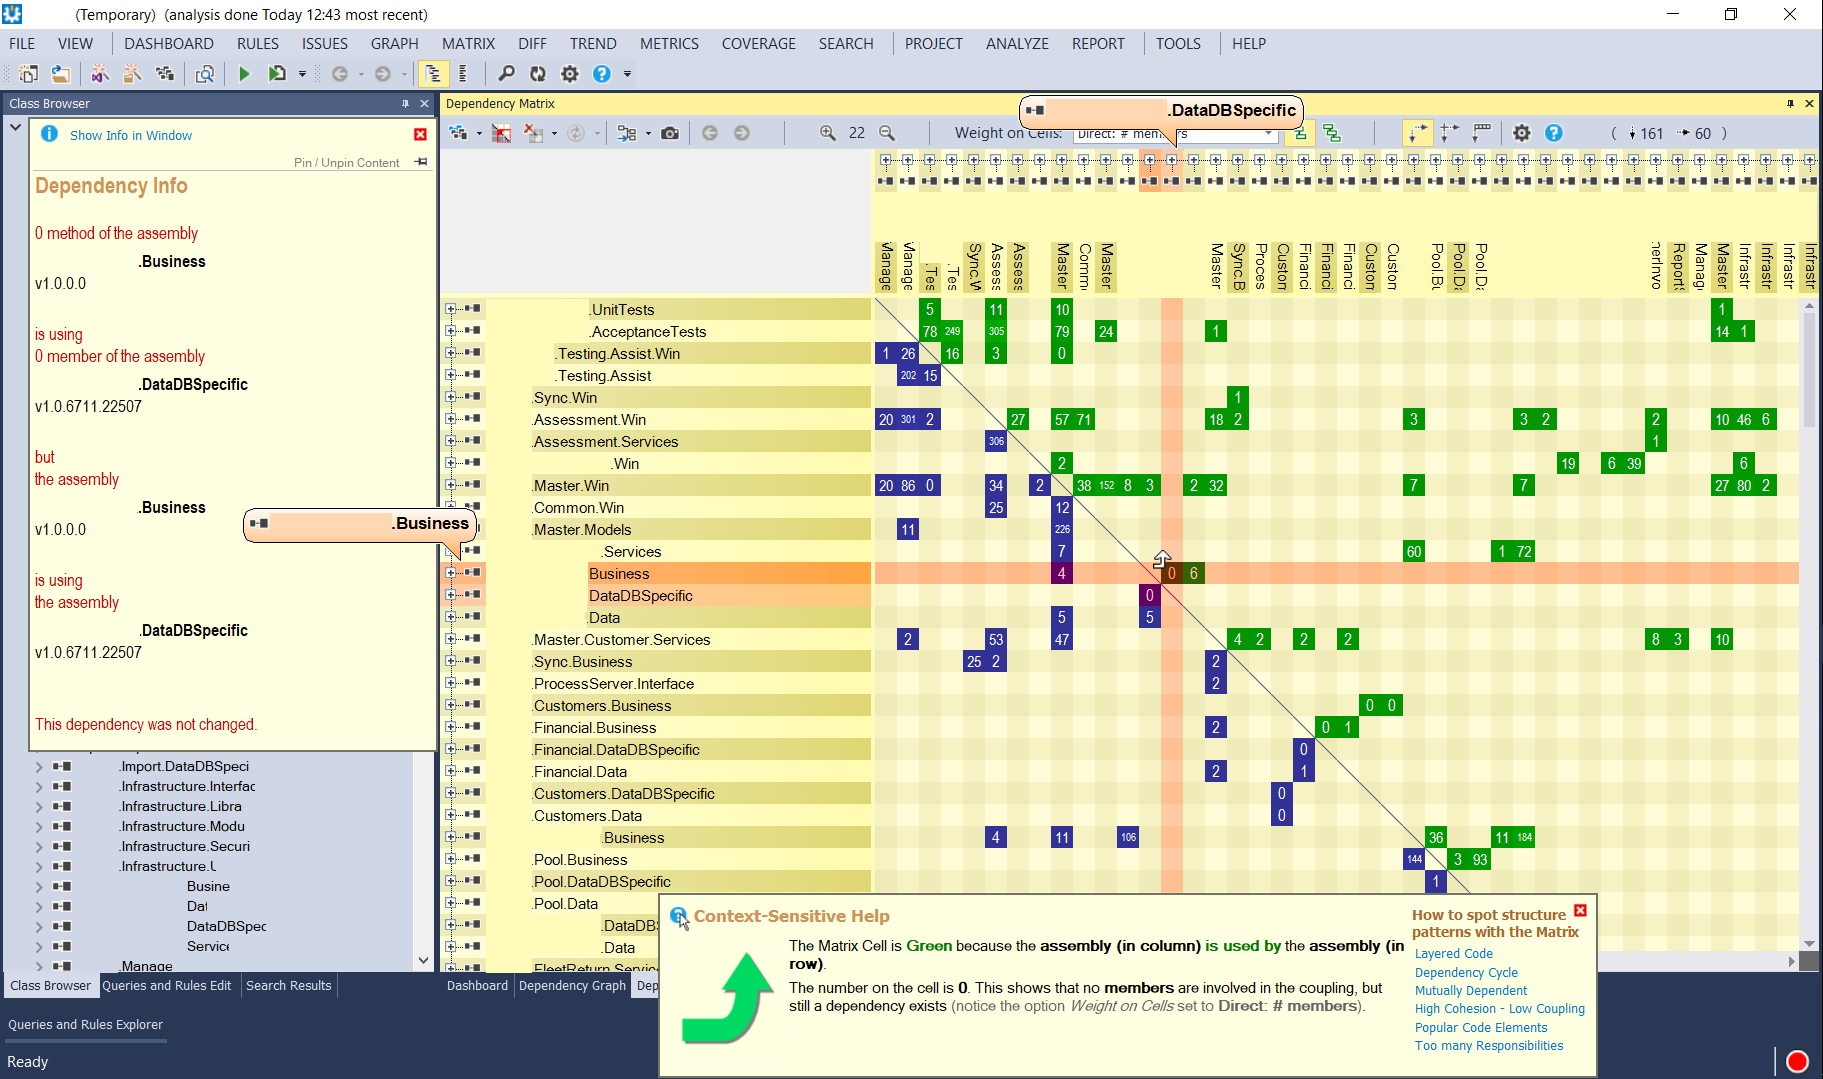 (Temporary) (analysis done Today 12:43 most recent)
FILE VIEW DASHBOARD RULES ISSUES GRAPH MATRIX DIFF TREND METRICS COVERAGE SEARCH PROJECT ANALYZE REPORT TOOLS HELP
Class Browser
Show Info in Window
Pin / Unpin Content
Dependency Info
0 method of the assembly
.Business
v1.0.0.0
is using
0 member of the assembly
.DataDBSpecific
v1.0.6711.22507
but
the assembly
.Business
v1.0.0.0
is using
the assembly
.DataDBSpecific
v1.0.6711.22507
This dependency was not changed.
.Import.DataDBSpeci
.Infrastructure.Interfac
.Infrastructure.Libra
.Infrastructure.Modu
.Infrastructure.Securi
.Infrastructure.
Busine
Dat
DataDBSpec
Service
.Manage
Class Browser Queries and Rules Edit Search Results
Queries and Rules Explorer
Ready
Dependency Matrix
.DataDBSpecific
22 Weight on Cells: Direct: # mem rs ( 161 60 )
Manage Manage .Tes .Tes Sync.W Assess Assess Master Comm Master Master Sync.B Proces Custon Financi Financi Financi Custon Custon Pool.Bu Pool.Da Pool.Da Report Manag Master Infrastr Infrastr Infrastr Infrastr
.UnitTests 5 11 10 1
.AcceptanceTests 78 249 305 79 24 1 14 1
.Testing.Assist.Win 1 26 16 3 0
.Testing.Assist 202 15
.Sync.Win 1
.Assessment.Win 20 301 2 27 57 71 18 2 3 3 2 2 10 46 6
.Assessment.Services 306 1
.Win 2 19 6 39 6
.Master.Win 20 86 0 34 2 38 152 8 3 2 32 7 7 27 80 2
.Common.Win 25 12
.Business
.Master.Models 11 226
.Services 7 60 1 72
Business 4 0 6
DataDBSpecific 0
.Data 5 5
.Master.Customer.Services 2 53 47 4 2 2 2 8 3 10
.Sync.Business 25 2 2
.ProcessServer.Interface 2
.Customers.Business 0 0
.Financial.Business 2 0 1
.Financial.DataDBSpecific 0
.Financial.Data 2 1
.Customers.DataDBSpecific 0
.Customers.Data 0
.Business 4 11 106 36 11 184
.Pool.Business 144 3 93
.Pool.DataDBSpecific 1
.Pool.Data
.DataDBS
.Data
FleetReturn.Service
Dashboard Dependency Graph Dep
Context-Sensitive Help
The Matrix Cell is Green because the assembly (in column) is used by the assembly (in
row).
The number on the cell is 0. This shows that no members are involved in the coupling, but
still a dependency exists (notice the option Weight on Cells set to Direct: # members).
How to spot structure
patterns with the Matrix
Layered Code
Dependency Cycle
Mutually Dependent
High Cohesion - Low Coupling
Popular Code Elements
Too many Responsibilities